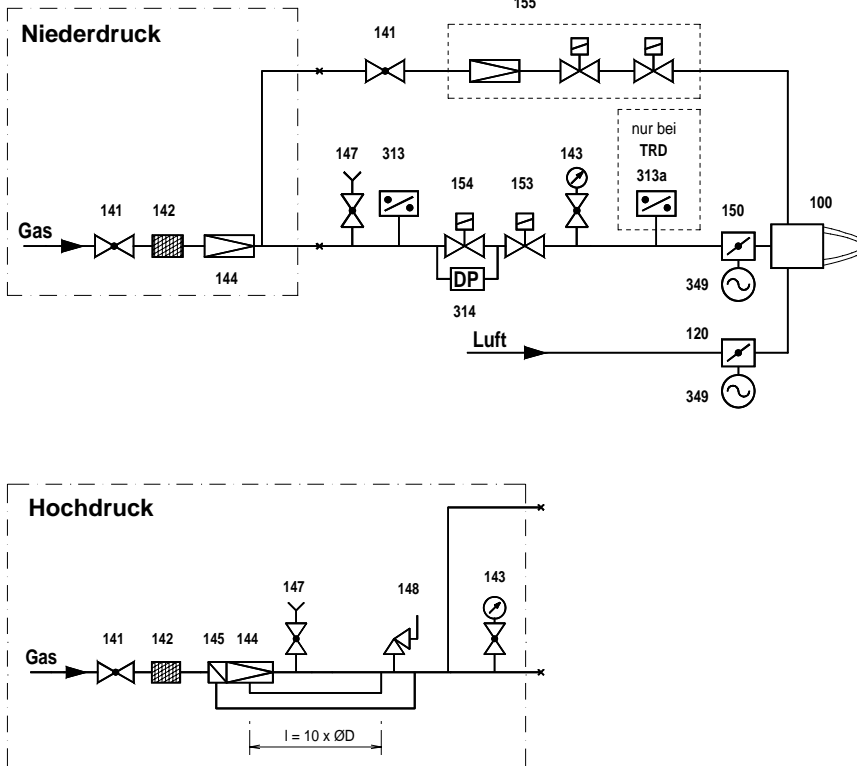 155
Niederdruck
141
nur bei
TRD
313a
147
313
154
153
143
141
142
150
100
Gas
144
DP
314
349
Luft
120
349
Hochdruck
147
148
143
141
142
145
144
Gas
l = 10 x ØD